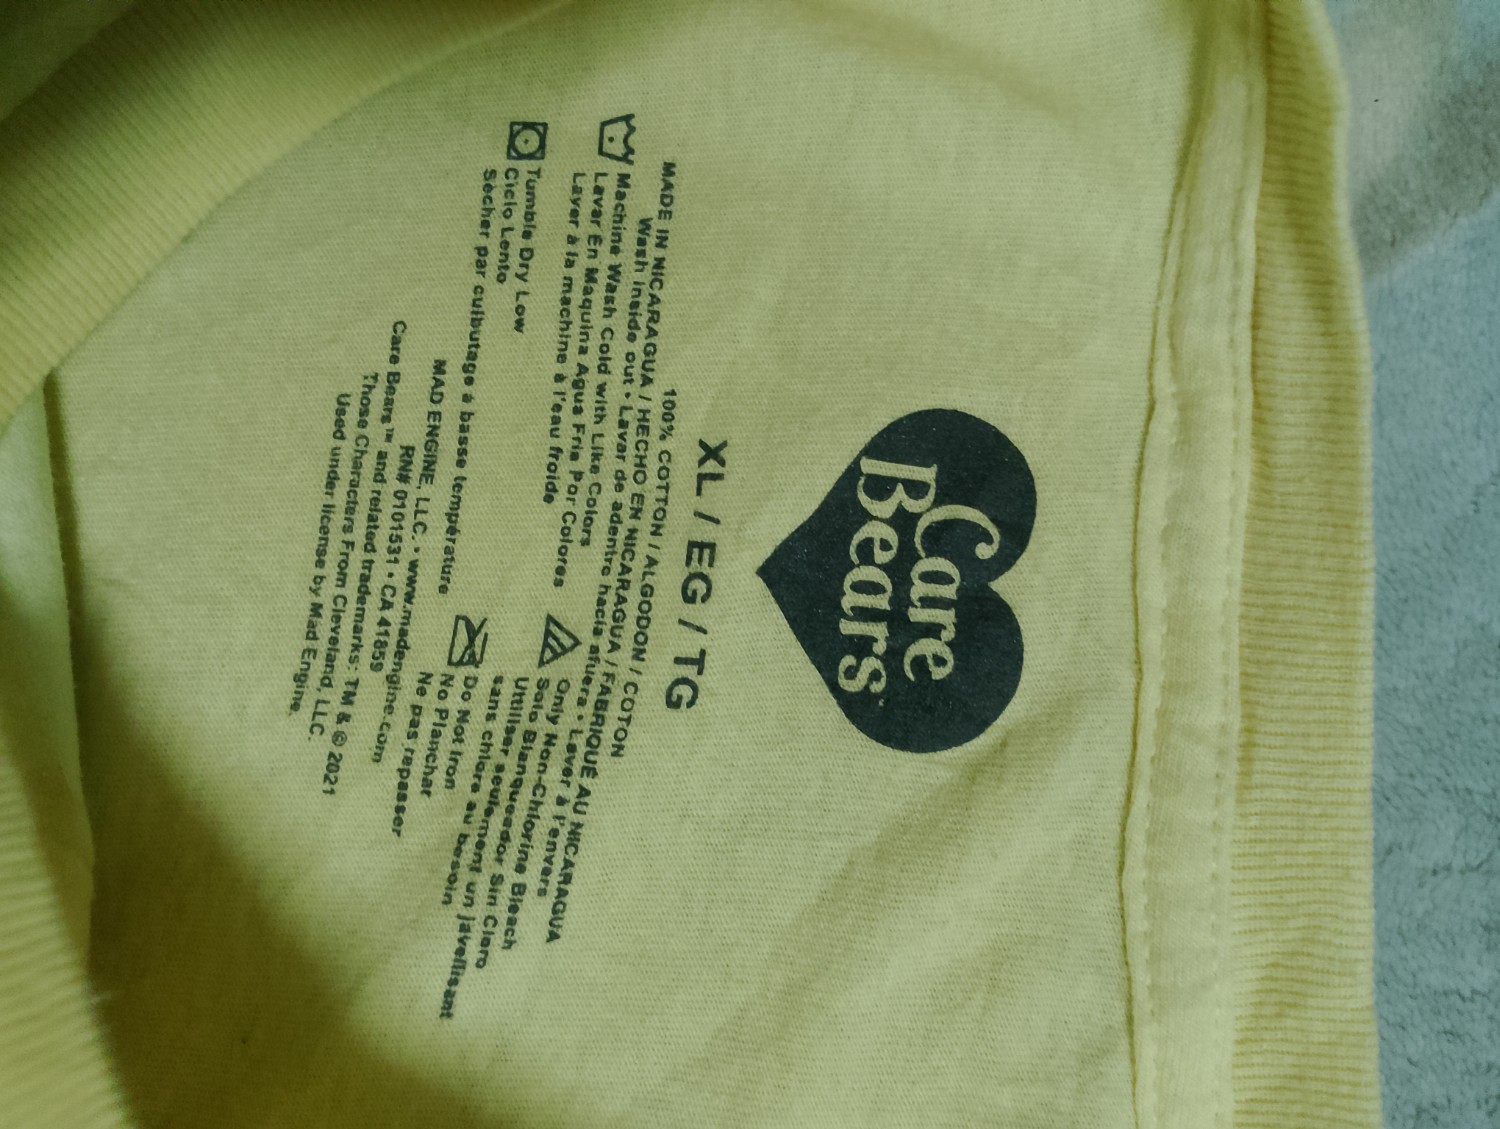 Care
Bears
XL / EG / TG
100% COTTON / ALGODON / COTON
MADE IN NICARAGUA / HECHO EN NICARAGUA / FABRIQUÉ AU NICARAGUA
Wash inside out • Lavar de adentro hacia afuera • Laver à l'envers
Machine Wash Cold with Like Colors
Lavar En Maquina Agua Fria Por Colores
Laver à la machine à l'eau froide
Only Non-Chlorine Bleach
Solo Blanqueador Sin Cloro
Utiliser seulement un javellisant
sans chlore au besoin
Tumble Dry Low
Ciclo Lento
Sècher par culbutage à basse température
Do Not Iron
No Planchar
Ne pas repasser
MAD ENGINE, LLC. • www.madengine.com
RN# 0101531 • CA 41859
Care Bears™ and related trademarks: TM & © 2021
Those Characters From Cleveland, LLC.
Used under license by Mad Engine.